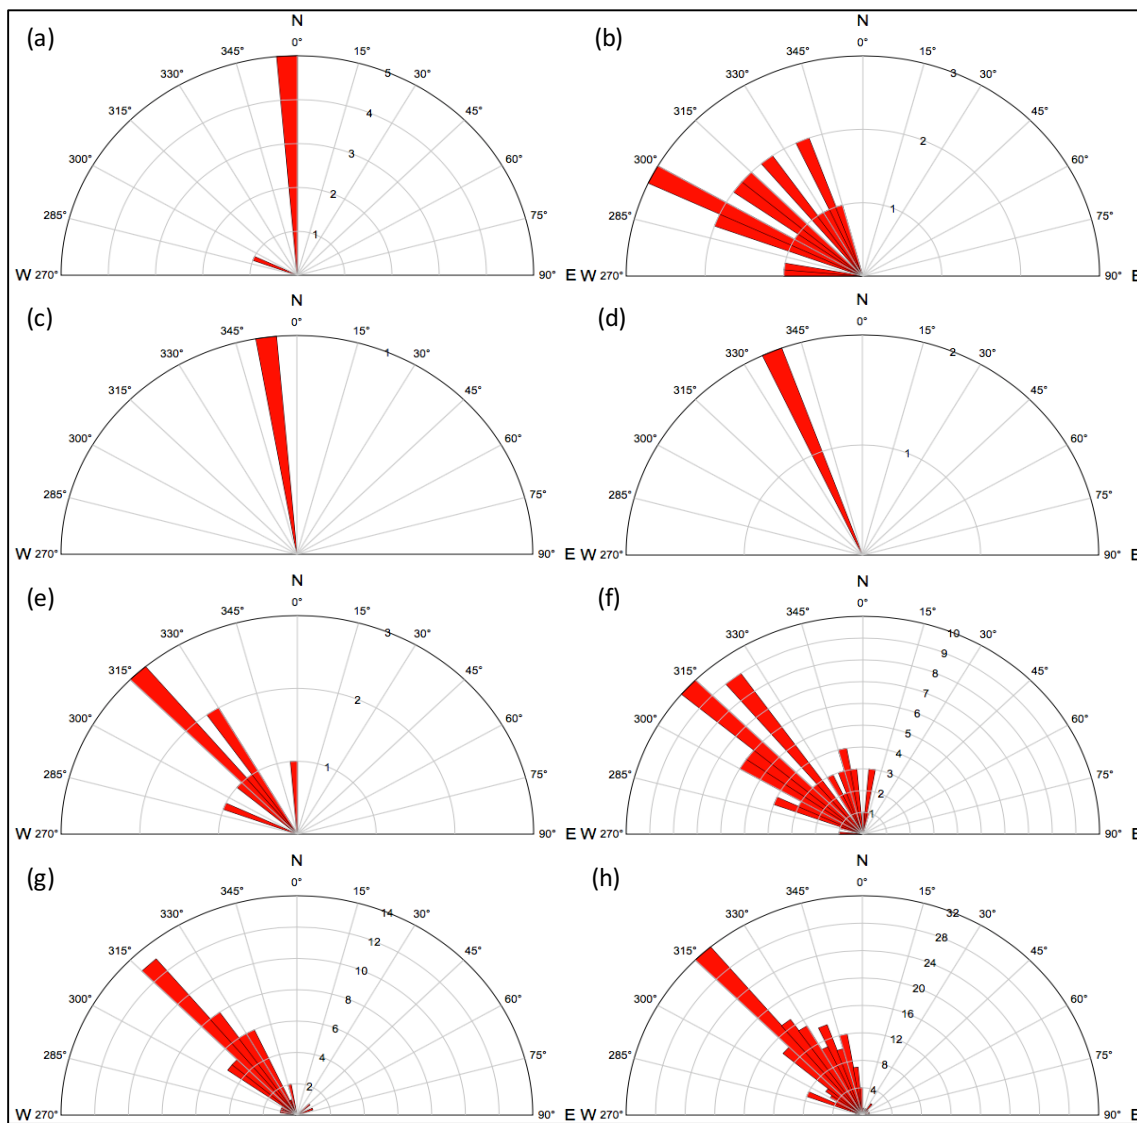 (a) N (b) N
345° 0° 15° 345° 0° 15°
330° 5 30° 330° 3 30°
315° 4 45° 315° 2 45°
300° 3 60° 300° 60°
2
285° 1 75° 285° 1 75°
W 270° 90° E W 270° 90° E
(c) N (d) N
345° 0° 15° 345° 0° 15°
330° 1 30° 330° 2 30°
315° 45° 315° 45°
300° 60° 300° 1 60°
285° 75° 285° 75°
W 270° 90° E W 270° 90° E
(e) N (f) N
345° 0° 15° 345° 0° 15°
330° 3 30° 330° 10 30°
9
315° 2 45° 315° 8 45°
7
300° 60° 300° 6 60°
5
285° 1 75° 285° 4 75°
3
2
1
W 270° 90° E W 270° 90° E
(g) N (h) N
345° 0° 15° 345° 0° 15°
330° 14 30° 330° 32 30°
315° 12 45° 315° 28 45°
10 24
300° 8 60° 300° 20 60°
6 16
285° 4 75° 285° 12 75°
2 8
4
W 270° 90° E W 270° 90° E